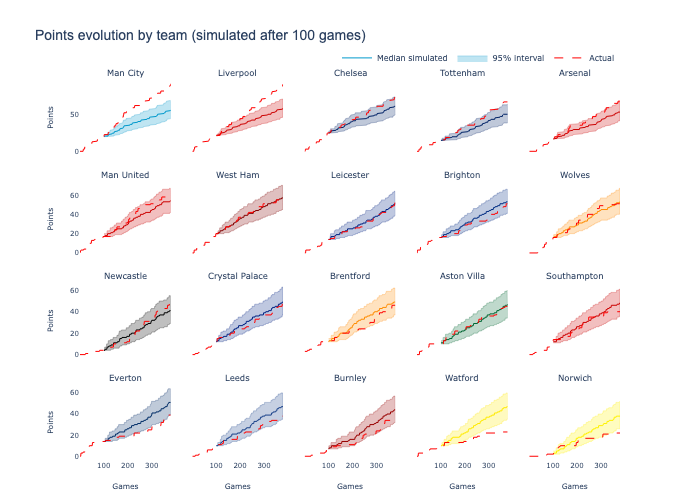 Points evolution by team (simulated after 100 games)
Median simulated 95% interval Actual
Man City Liverpool Chelsea Tottenham Arsenal
Points
50
0
Man United West Ham Leicester Brighton Wolves
Points
60
40
20
0
Newcastle Crystal Palace Brentford Aston Villa Southampton
Points
60
40
20
0
Everton Leeds Burnley Watford Norwich
Points
60
40
20
0
100 200 300 100 200 300 100 200 300 100 200 300 100 200 300
Games Games Games Games Games